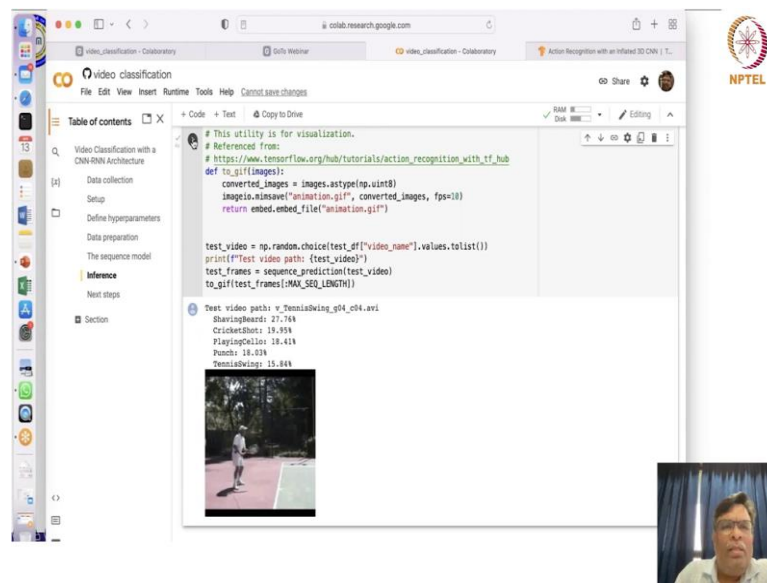 colab.research.google.com
video_classification - Colaboratory
GoTo Webinar
video_classification - Colaboratory
Action Recognition with an Inflated 3D CNN | T...
NPTEL
video classification
File Edit View Insert Runtime Tools Help Cannot save changes
Share
Table of contents
+ Code + Text Copy to Drive
RAM
Disk
Editing
Video Classification with a
CNN-RNN Architecture
Data collection
Setup
Define hyperparameters
Data preparation
The sequence model
Inference
Next steps
Section
13
{x}
<>
# This utility is for visualization.
# Referenced from:
# https://www.tensorflow.org/hub/tutorials/action_recognition_with_tf_hub
def to_gif(images):
converted_images = images.astype(np.uint8)
imageio.mimsave("animation.gif", converted_images, fps=10)
return embed.embed_file("animation.gif")
test_video = np.random.choice(test_df["video_name"].values.tolist())
print(f"Test video path: {test_video}")
test_frames = sequence_prediction(test_video)
to_gif(test_frames[:MAX_SEQ_LENGTH])
Test video path: v_TennisSwing_g04_c04.avi
ShavingBeard: 27.76%
CricketShot: 19.95%
PlayingCello: 18.41%
Punch: 18.03%
TennisSwing: 15.84%